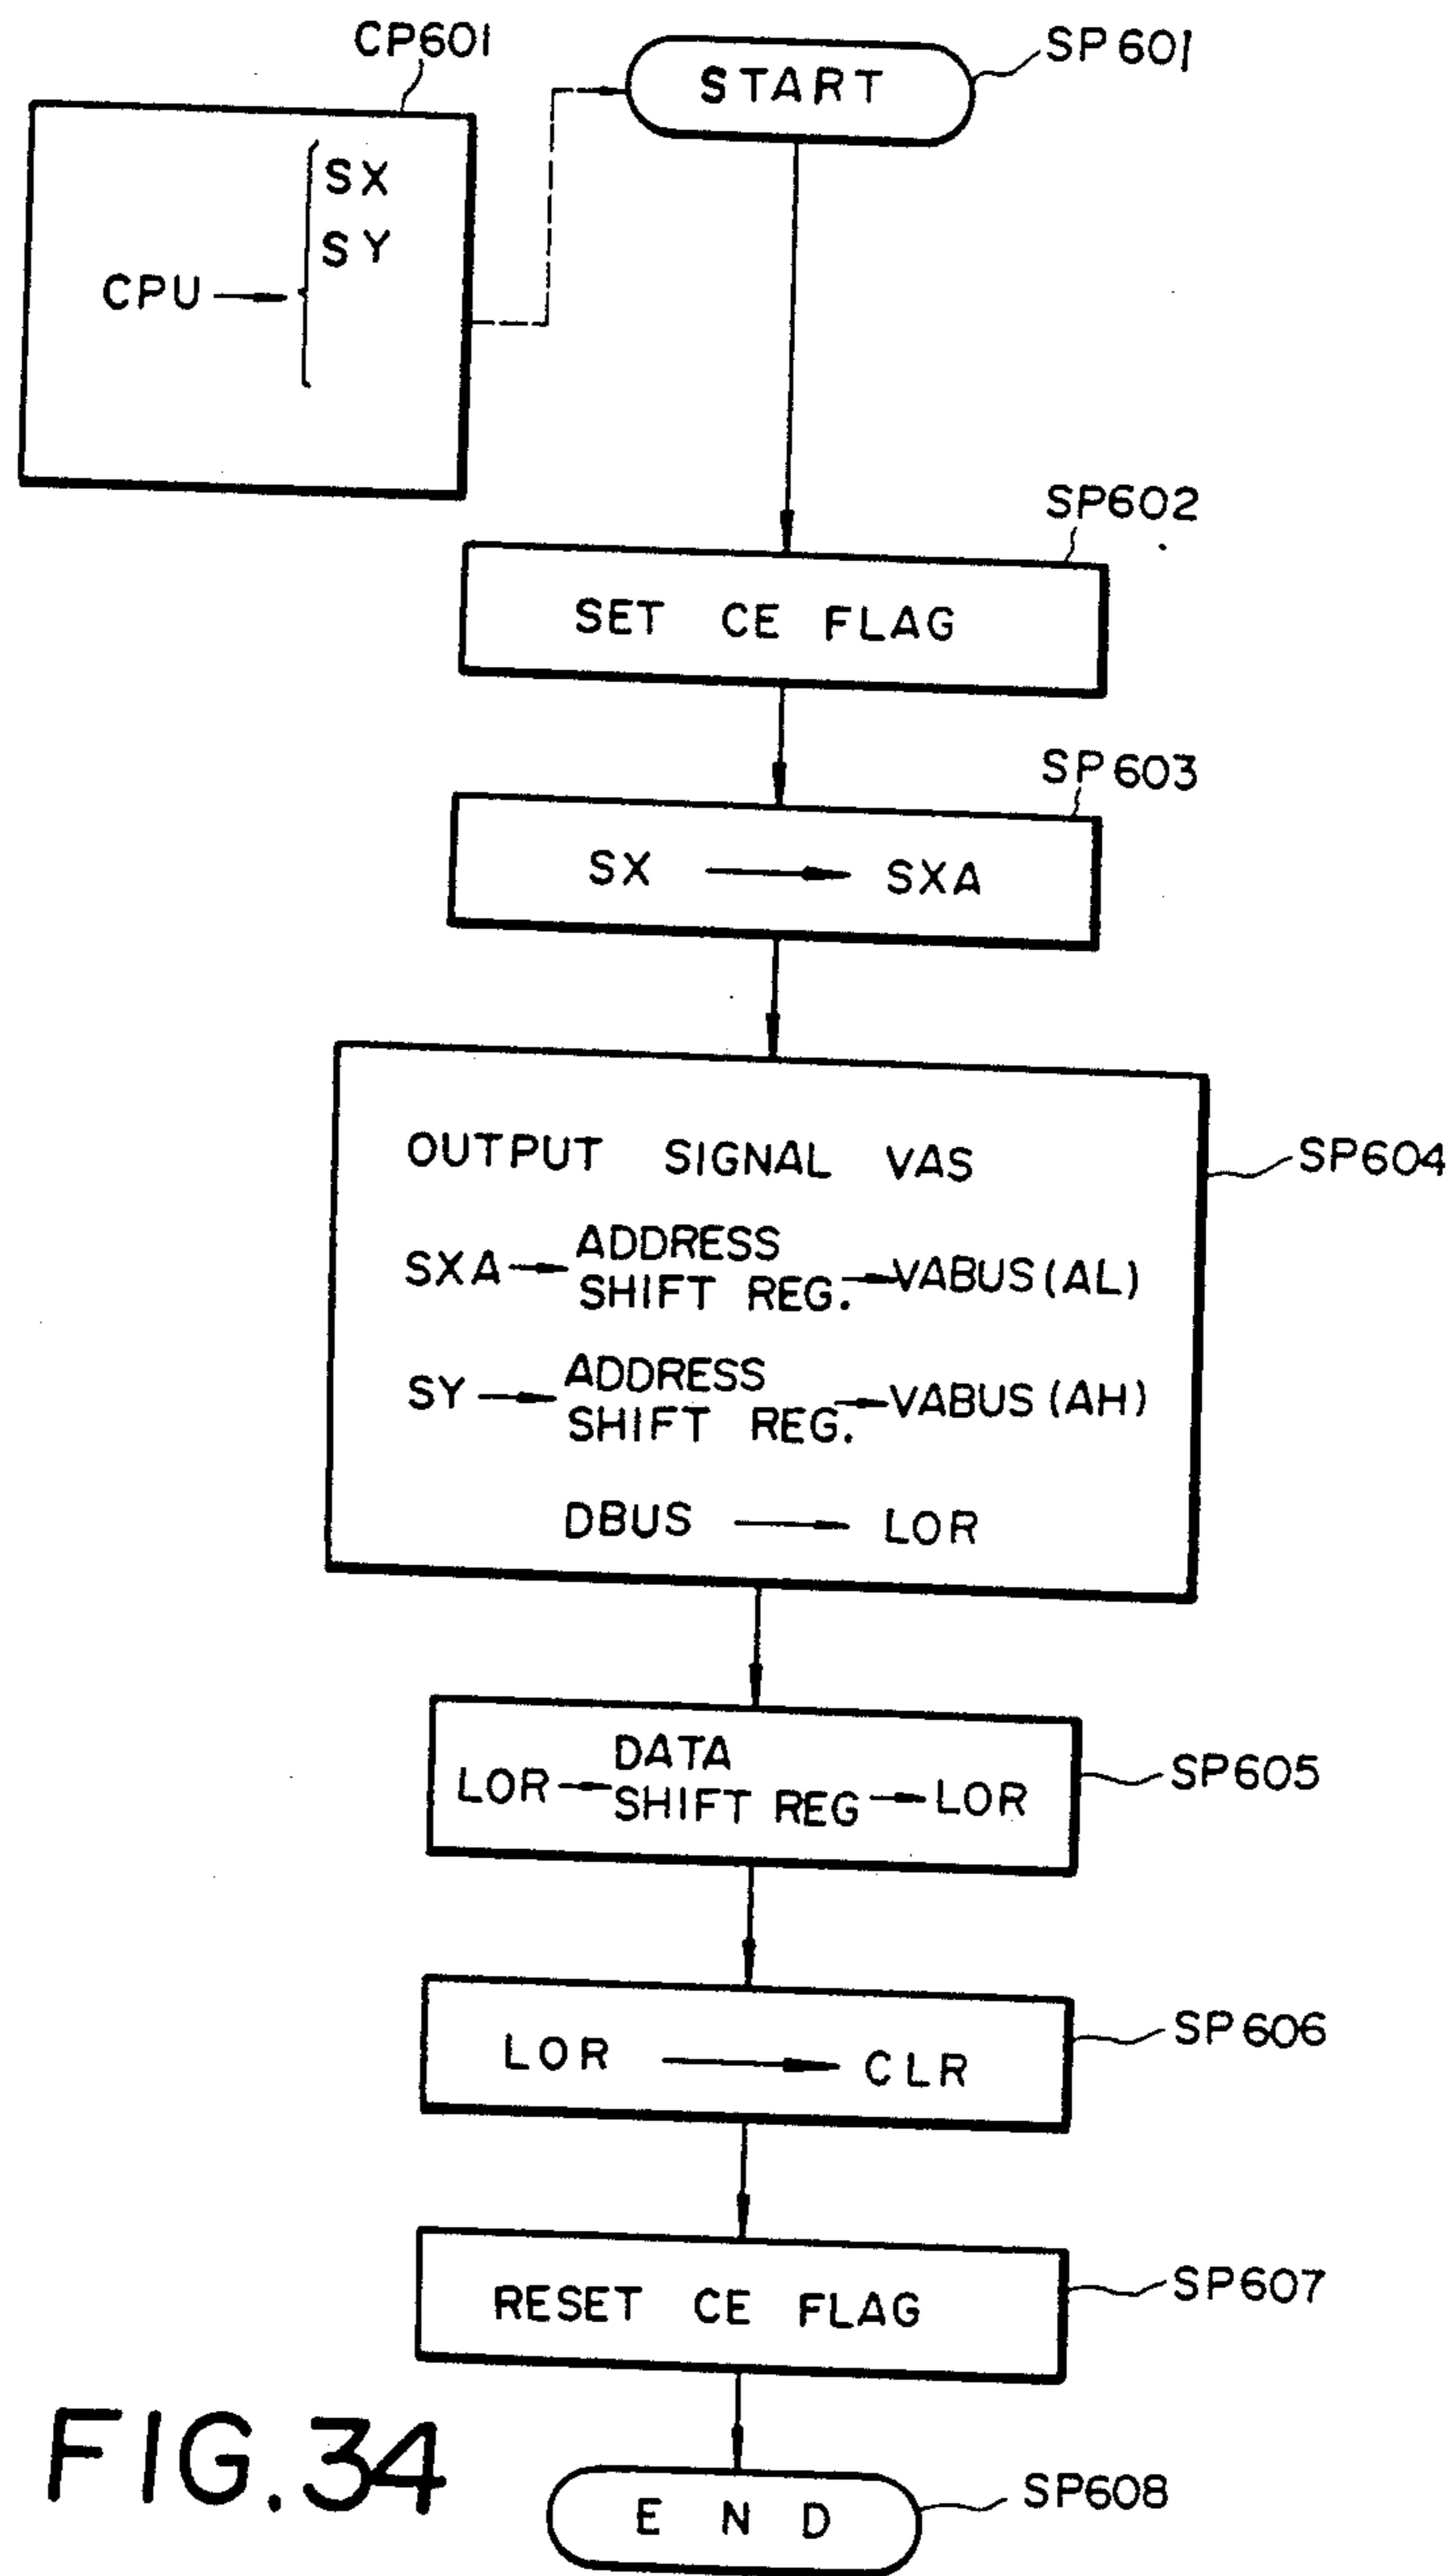 CP601
START
SP601
SX
SY
CPU
SP602
SET CE FLAG
SP603
SX → SXA
OUTPUT SIGNAL VAS
SP604
SXA → ADDRESS SHIFT REG. → VABUS (AL)
SY → ADDRESS SHIFT REG. → VABUS (AH)
DBUS → LOR
LOR → DATA SHIFT REG → LOR
SP605
LOR → CLR
SP606
RESET CE FLAG
SP607
END
SP608
FIG. 34